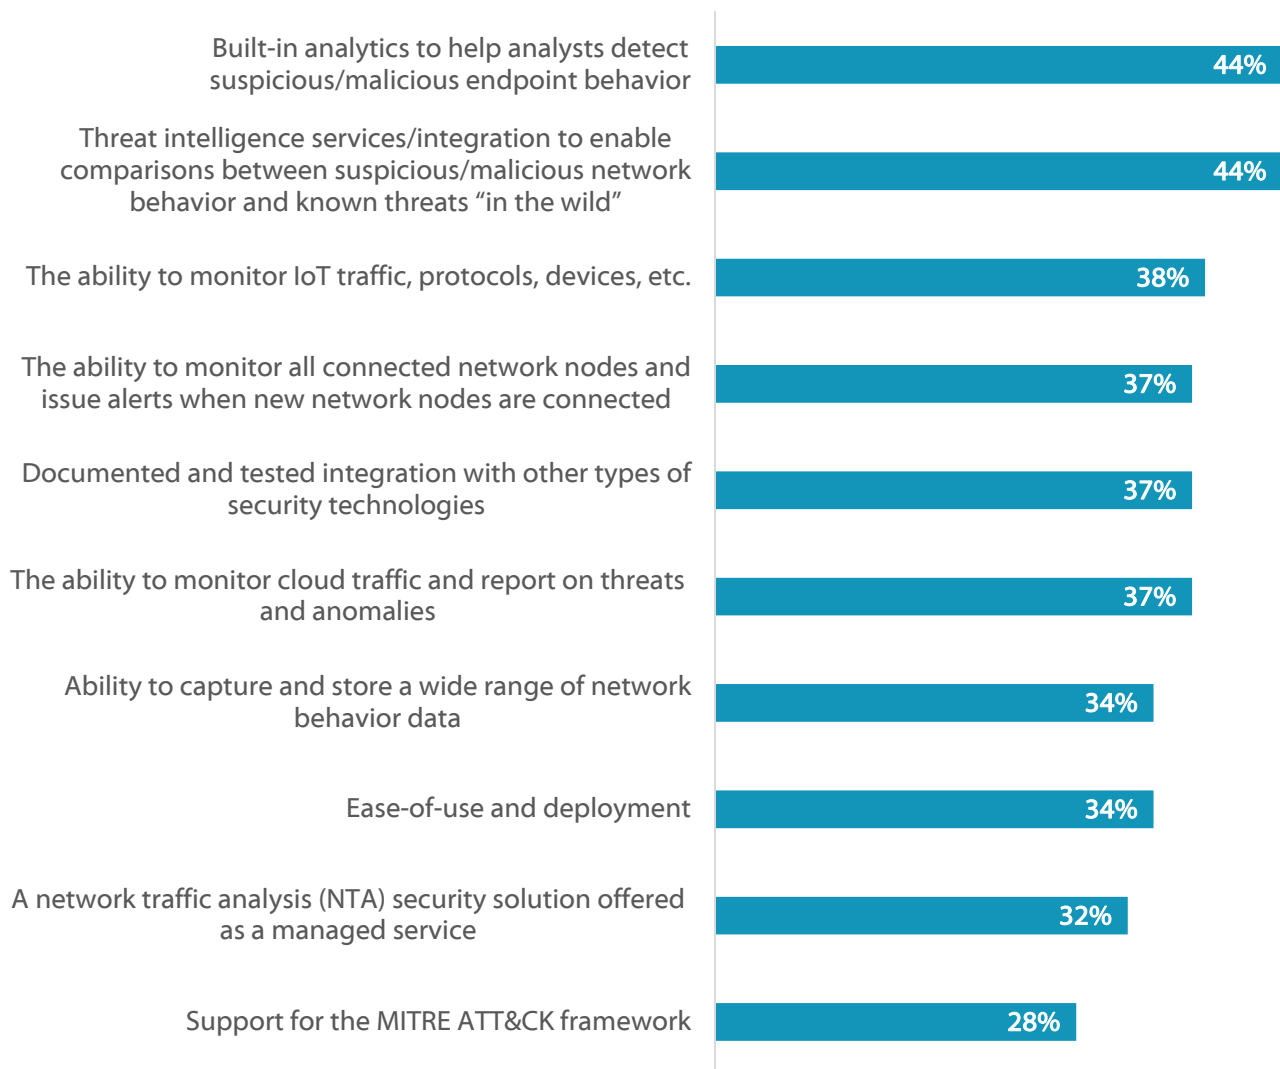 Built-in analytics to help analysts detect
suspicious/malicious endpoint behavior
44%
Threat intelligence services/integration to enable
comparisons between suspicious/malicious network
behavior and known threats “in the wild”
44%
The ability to monitor IoT traffic, protocols, devices, etc.
38%
The ability to monitor all connected network nodes and
issue alerts when new network nodes are connected
37%
Documented and tested integration with other types of
security technologies
37%
The ability to monitor cloud traffic and report on threats
and anomalies
37%
Ability to capture and store a wide range of network
behavior data
34%
Ease-of-use and deployment
34%
A network traffic analysis (NTA) security solution offered
as a managed service
32%
Support for the MITRE ATT&CK framework
28%